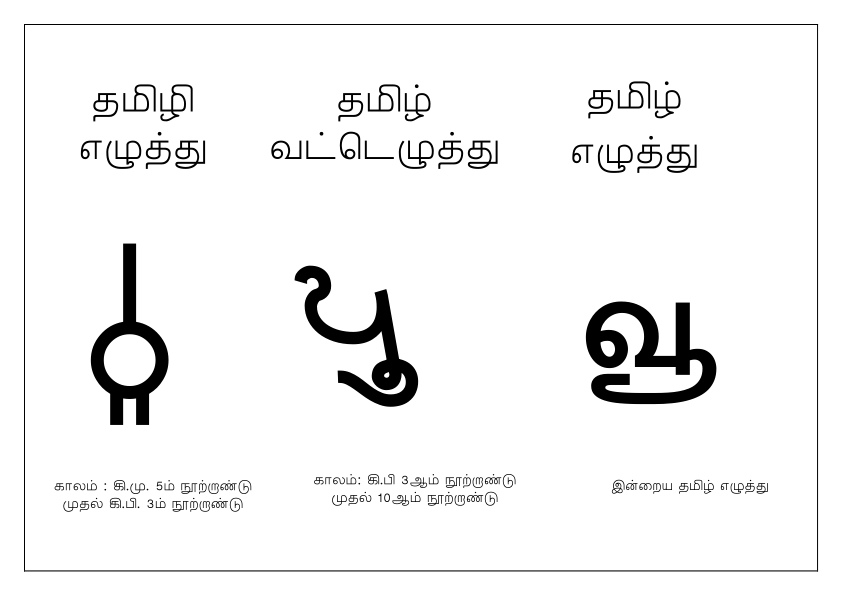 தமிழி
எழுத்து
தமிழ்
வட்டெழுத்து
தமிழ்
எழுத்து
𑀯𑀽
வூ
காலம் : கி.மு. 5ம் நூற்றாண்டு
முதல் கி.பி. 3ம் நூற்றாண்டு
காலம்: கி.பி 3ஆம் நூற்றாண்டு
முதல் 10ஆம் நூற்றாண்டு
இன்றைய தமிழ் எழுத்து